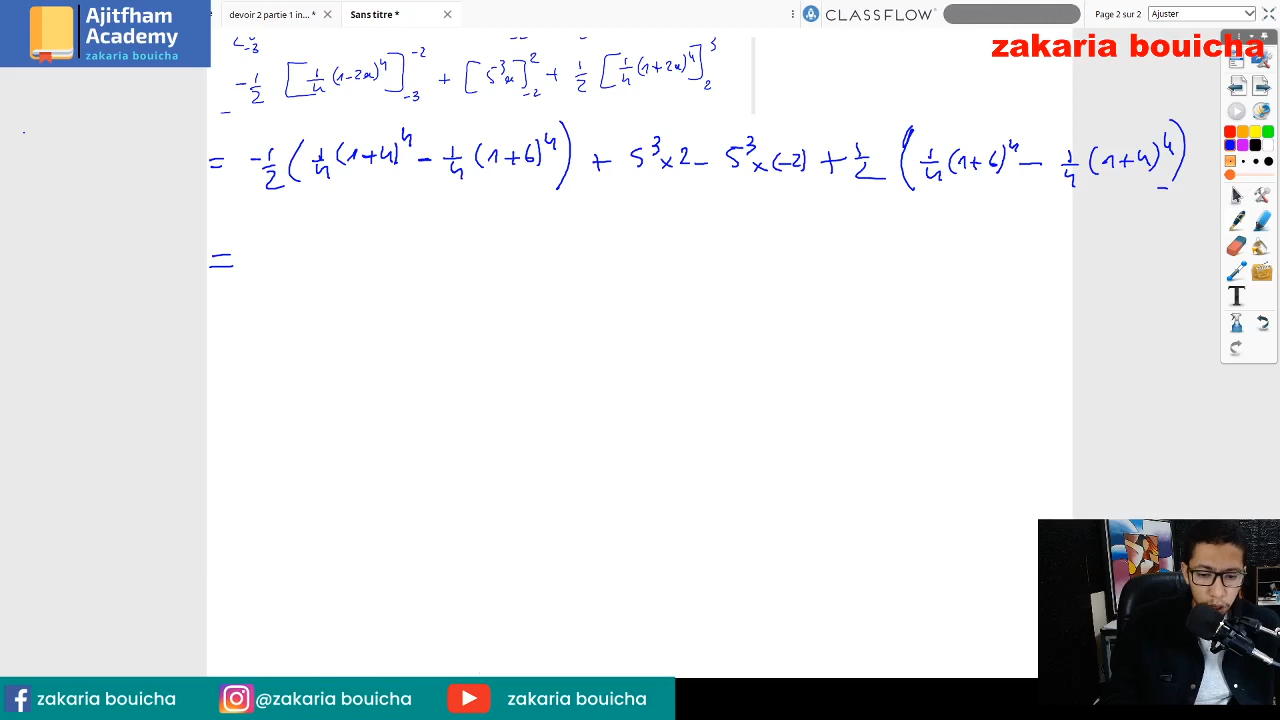 devoir 2 partie 1 in... *
Sans titre *
CLASSFLOW
Page 2 sur 2
Ajuster
Ajitfham
Academy
zakaria bouicha
zakaria bouicha
-1/2 [1/4 (1-2x)^4]_{-3}^{-2} + [5^3 x]_{-2}^{2} + 1/2 [1/4 (1+2x)^4]_{2}^{3}
= -1/2 (1/4 (1+4)^4 - 1/4 (1+6)^4) + 5^3 x 2 - 5^3 x (-2) + 1/2 (1/4 (1+6)^4 - 1/4 (1+4)^4)
=
T
zakaria bouicha
@zakaria bouicha
zakaria bouicha